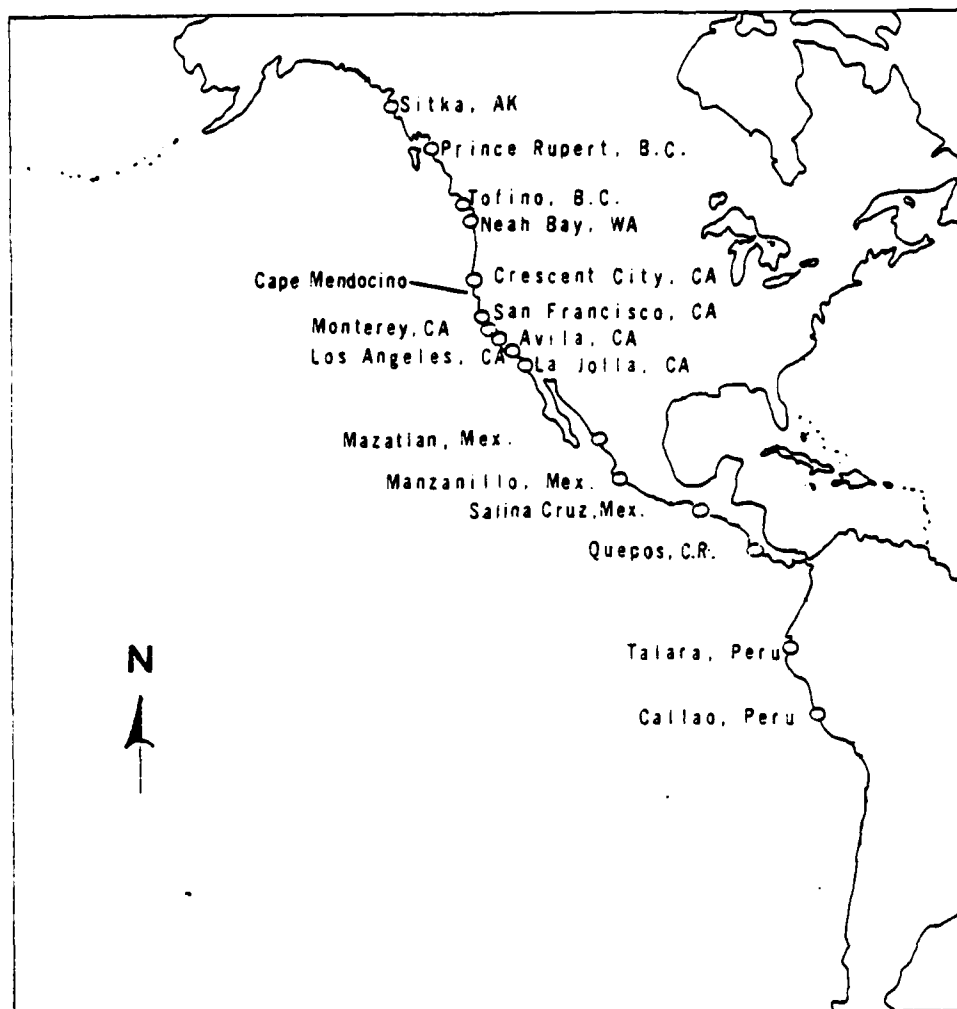 Sitka, AK
Prince Rupert, B.C.
Tofino, B.C.
Neah Bay, WA
Crescent City, CA
Cape Mendocino
San Francisco, CA
Monterey, CA
Avila, CA
Los Angeles, CA
La Jolla, CA
Mazatlan, Mex.
Manzanillo, Mex.
Salina Cruz, Mex.
Quepos, C.R.
N
Talara, Peru
Callao, Peru